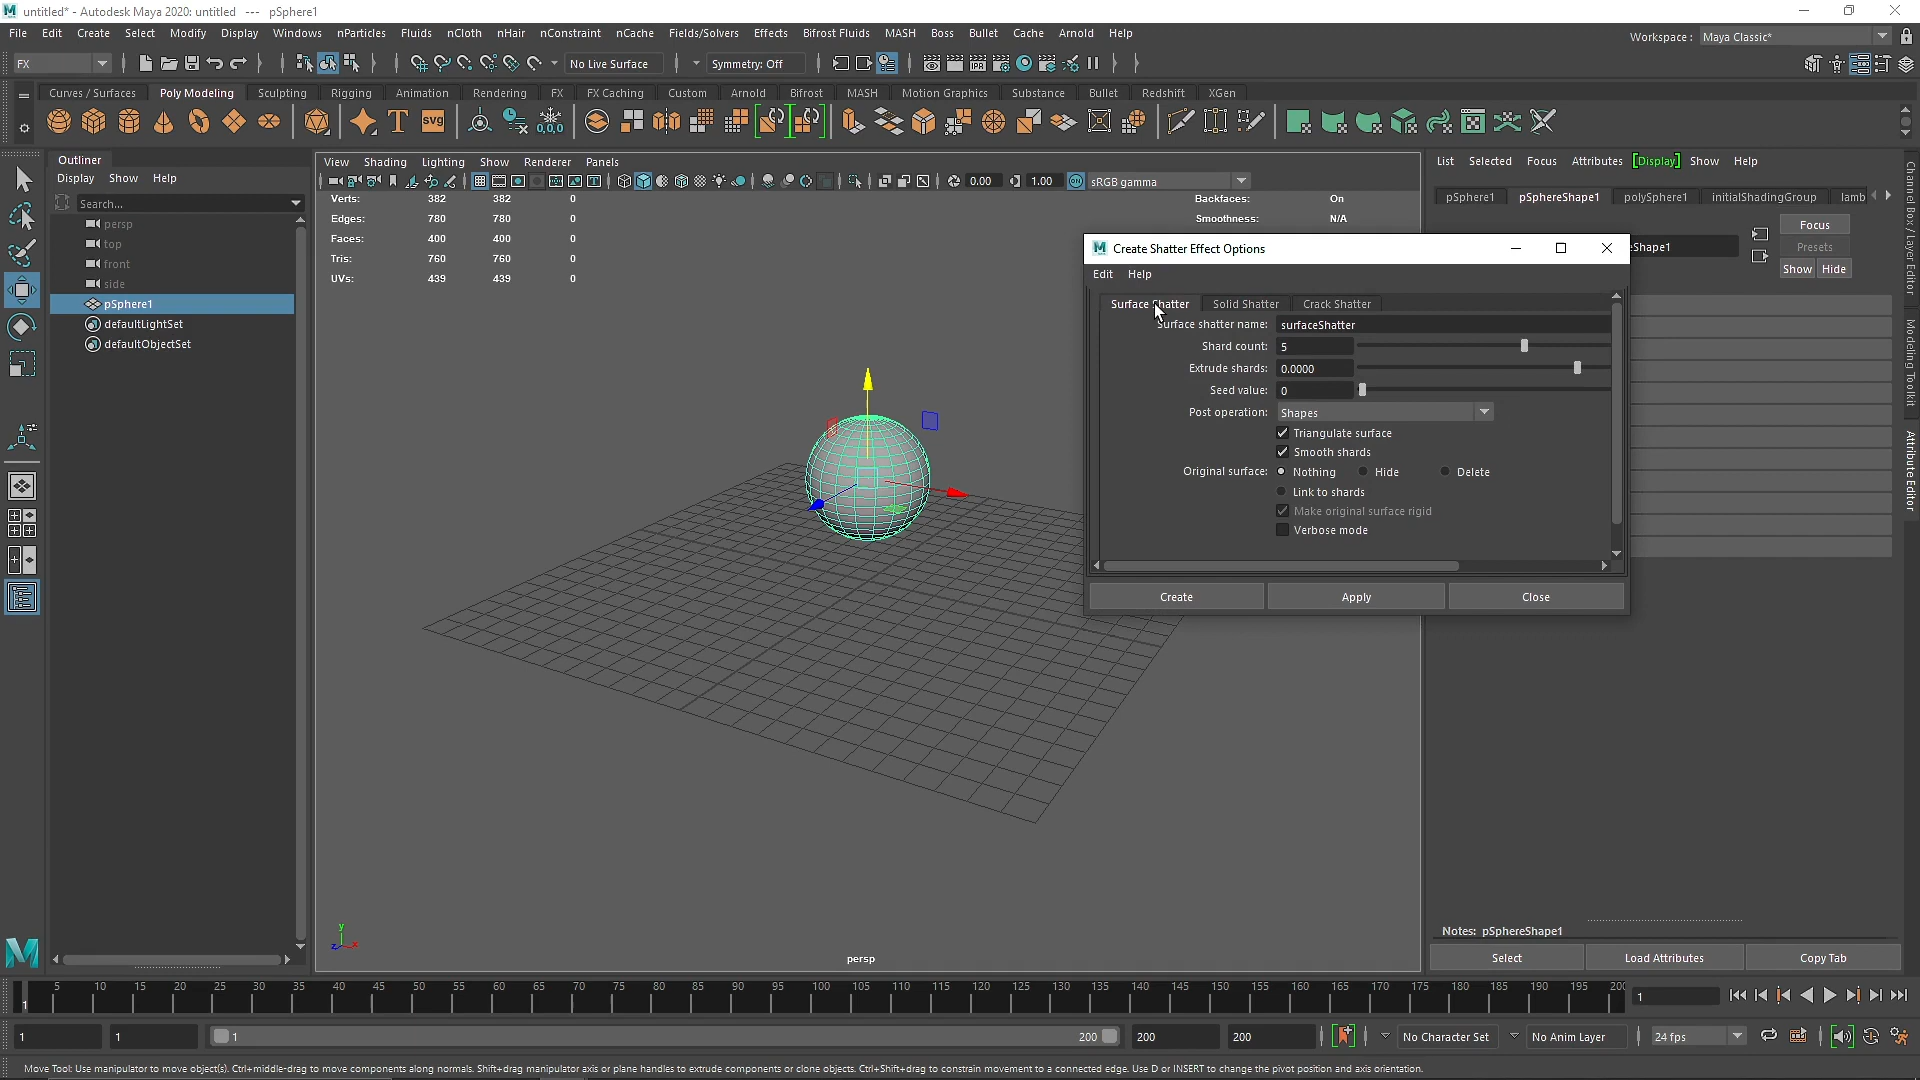 untitled* - Autodesk Maya 2020: untitled --- pSphere1
File Edit Create Select Modify Display Windows nParticles Fluids nCloth nHair nConstraint nCache Fields/Solvers Effects Bifrost Fluids MASH Boss Bullet Cache Arnold Help
Workspace : Maya Classic*
FX No Live Surface Symmetry: Off
Curves / Surfaces Poly Modeling Sculpting Rigging Animation Rendering FX FX Caching Custom Arnold Bifrost MASH Motion Graphics Substance Bullet Redshift XGen
T SVG 0,0,0
Outliner
Display Show Help
Search...
persp
top
front
side
pSphere1
defaultLightSet
defaultObjectSet
View Shading Lighting Show Renderer Panels
0.00 1.00 sRGB gamma
Verts: 382 382 0
Edges: 780 780 0
Faces: 400 400 0
Tris: 760 760 0
UVs: 439 439 0
Backfaces: On
Smoothness: N/A
persp
y
z x
List Selected Focus Attributes [Display] Show Help
pSphere1 pSphereShape1 polySphere1 initialShadingGroup lamb
eShape1
Focus
Presets
Show Hide
Create Shatter Effect Options
Edit Help
Surface Shatter Solid Shatter Crack Shatter
Surface shatter name: surfaceShatter
Shard count: 5
Extrude shards: 0.0000
Seed value: 0
Post operation: Shapes
Triangulate surface
Smooth shards
Original surface: Nothing Hide Delete
Link to shards
Make original surface rigid
Verbose mode
Create Apply Close
Channel Box / Layer Editor
Modeling Toolkit
Attribute Editor
Notes: pSphereShape1
Select Load Attributes Copy Tab
5 10 15 20 25 30 35 40 45 50 55 60 65 70 75 80 85 90 95 100 105 110 115 120 125 130 135 140 145 150 155 160 165 170 175 180 185 190 195 200
1 1
1 1 1 200 200 200 No Character Set No Anim Layer 24 fps
Move Tool: Use manipulator to move object(s). Ctrl+middle-drag to move components along normals. Shift+drag manipulator axis or plane handles to extrude components or clone objects. Ctrl+Shift+drag to constrain movement to a connected edge. Use D or INSERT to change the pivot position and axis orientation.